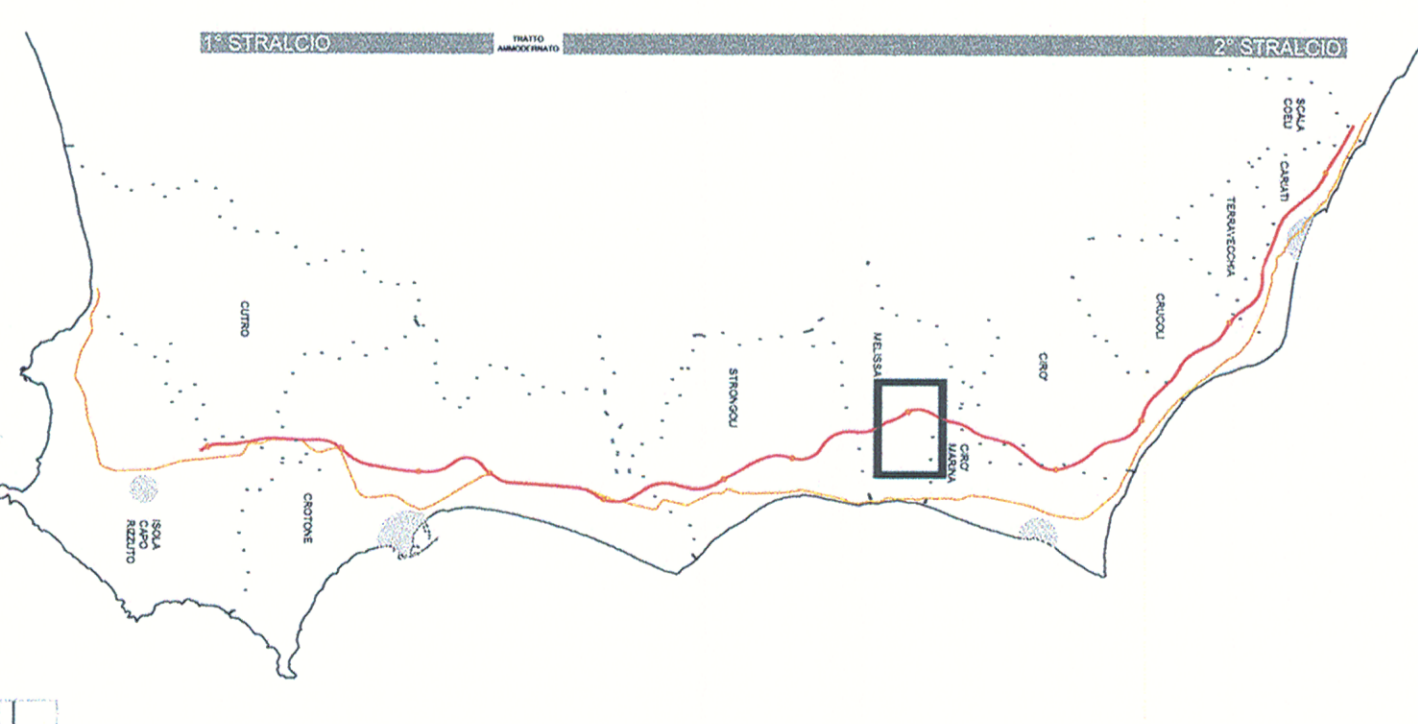 1° STRALCIO
TRATTO
AMMODERNATO
2° STRALCIO
SCALA
COELI
CARIATI
TERRAVECCHIA
CRUCOLI
CIRO'
MELISSA
CIRO'
MARINA
STRONGOLI
CUTRO
CROTONE
ISOLA
CAPO
RIZZUTO